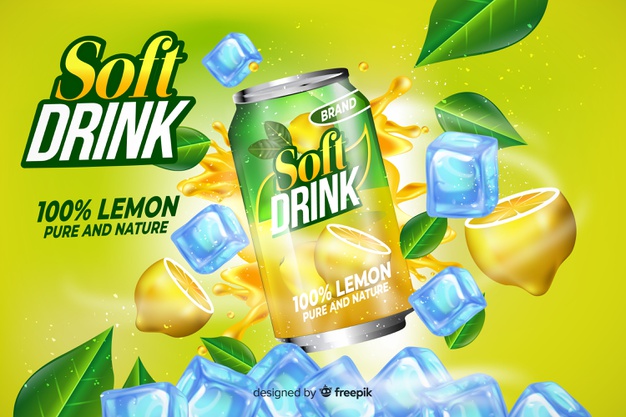 Soft
DRINK
100% LEMON
PURE AND NATURE
BRAND
Soft
DRINK
100% LEMON
PURE AND NATURE
designed by freepik